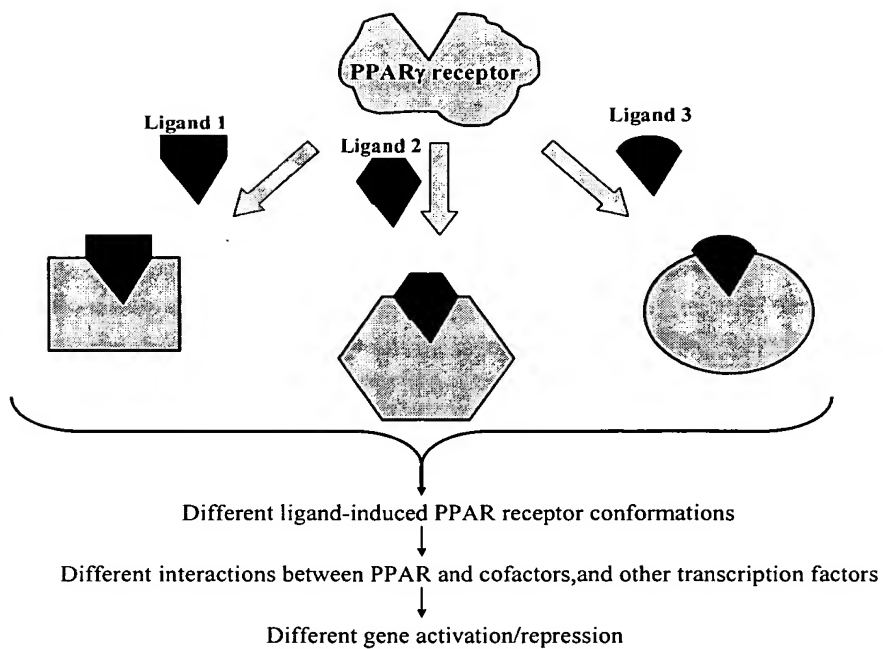 PPARγ receptor
Ligand 1
Ligand 2
Ligand 3
Different ligand-induced PPAR receptor conformations
Different interactions between PPAR and cofactors,and other transcription factors
Different gene activation/repression